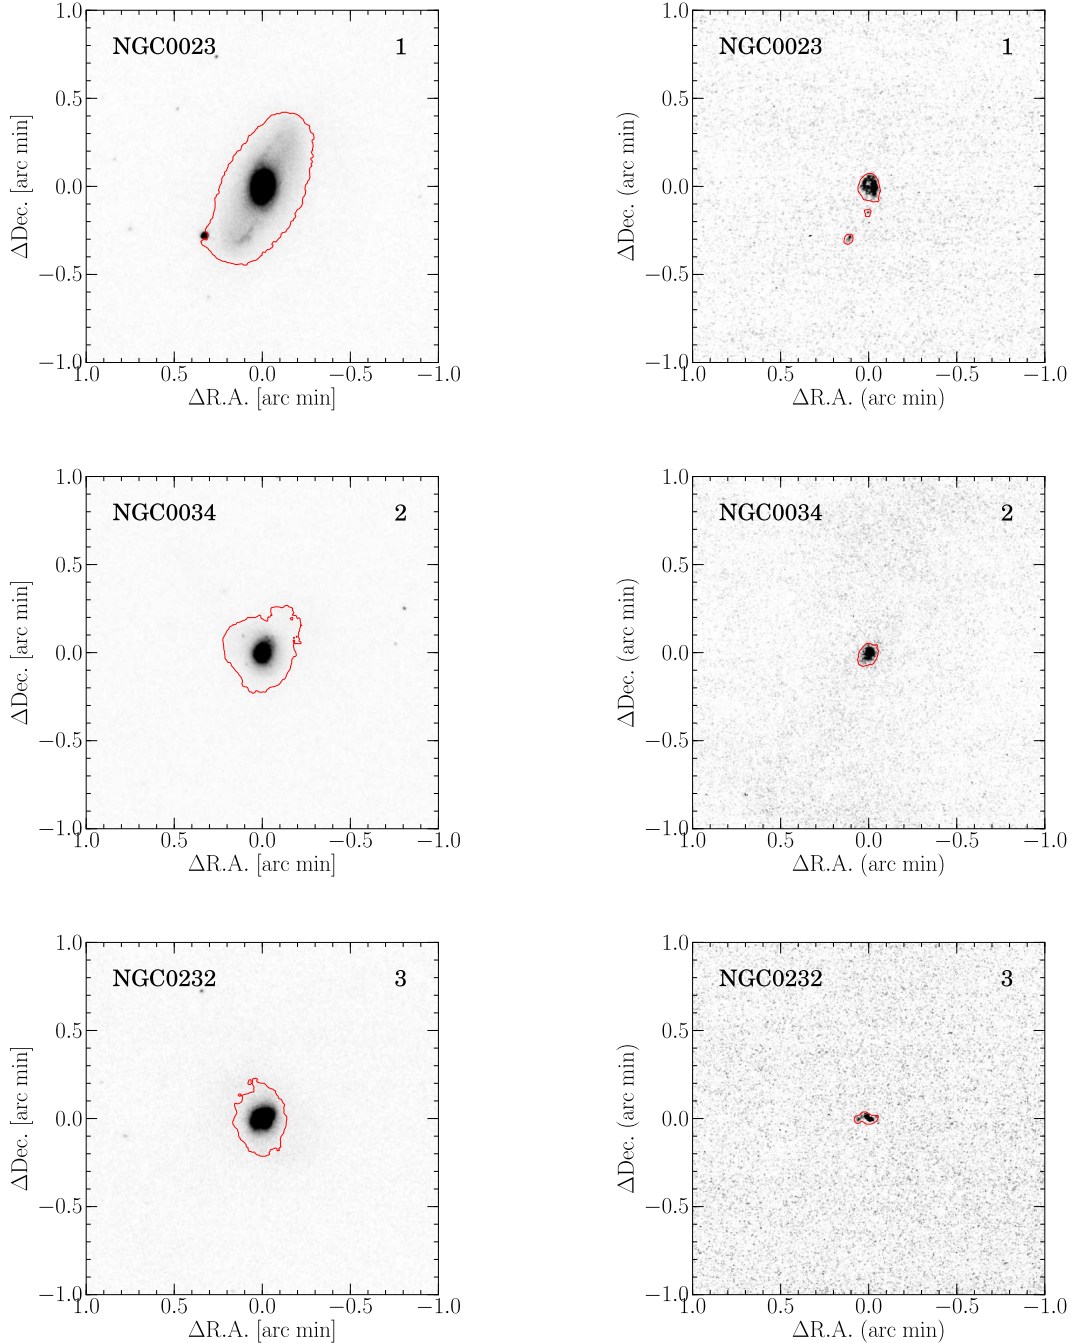 1.0
NGC0023 1
0.5
0.0
−0.5
−1.0
1.0 0.5 0.0 −0.5 −1.0
ΔR.A. [arc min]
ΔDec. [arc min]
1.0
NGC0023 1
0.5
0.0
−0.5
−1.0
1.0 0.5 0.0 −0.5 −1.0
ΔR.A. (arc min)
ΔDec. (arc min)
1.0
NGC0034 2
0.5
0.0
−0.5
−1.0
1.0 0.5 0.0 −0.5 −1.0
ΔR.A. [arc min]
ΔDec. [arc min]
1.0
NGC0034 2
0.5
0.0
−0.5
−1.0
1.0 0.5 0.0 −0.5 −1.0
ΔR.A. (arc min)
ΔDec. (arc min)
1.0
NGC0232 3
0.5
0.0
−0.5
−1.0
1.0 0.5 0.0 −0.5 −1.0
ΔR.A. [arc min]
ΔDec. [arc min]
1.0
NGC0232 3
0.5
0.0
−0.5
−1.0
1.0 0.5 0.0 −0.5 −1.0
ΔR.A. (arc min)
ΔDec. (arc min)